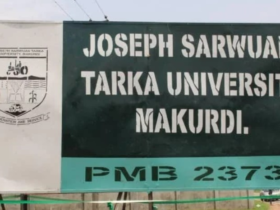 JOSEPH SARWUA
TARKA UNIVERSIT
MAKURDI.
PMB 2373